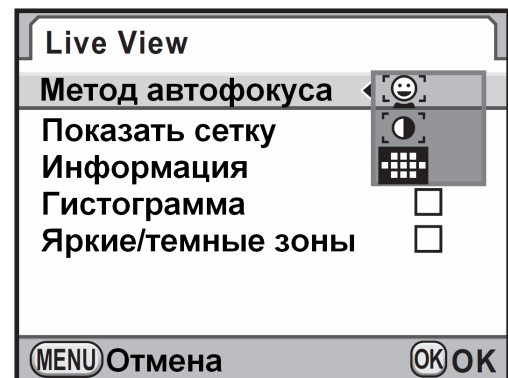 Live View
Метод автофокуса
Показать сетку
Информация
Гистограмма
Яркие/темные зоны
MENU Отмена
OK OK